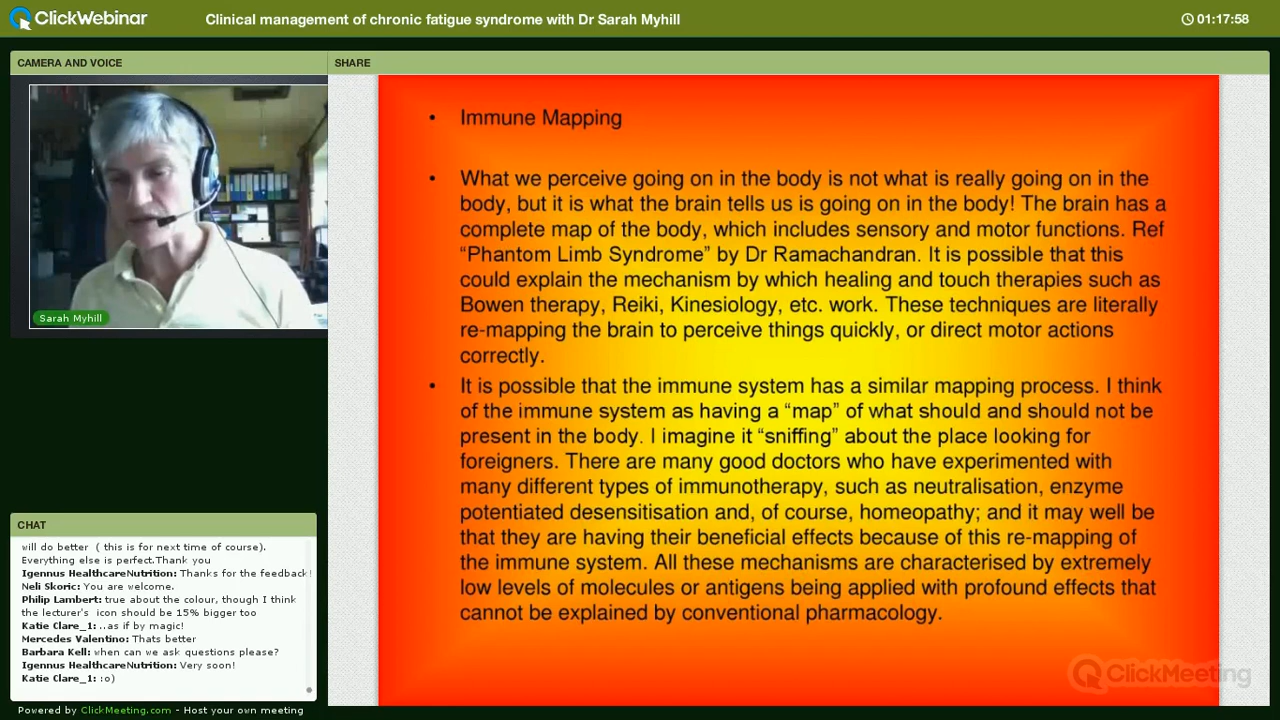 ClickWebinar
Clinical management of chronic fatigue syndrome with Dr Sarah Myhill
01:17:58
CAMERA AND VOICE
SHARE
Sarah Myhill
• Immune Mapping
• What we perceive going on in the body is not what is really going on in the
body, but it is what the brain tells us is going on in the body! The brain has a
complete map of the body, which includes sensory and motor functions. Ref
“Phantom Limb Syndrome” by Dr Ramachandran. It is possible that this
could explain the mechanism by which healing and touch therapies such as
Bowen therapy, Reiki, Kinesiology, etc. work. These techniques are literally
re-mapping the brain to perceive things quickly, or direct motor actions
correctly.
• It is possible that the immune system has a similar mapping process. I think
of the immune system as having a “map” of what should and should not be
present in the body. I imagine it “sniffing” about the place looking for
foreigners. There are many good doctors who have experimented with
many different types of immunotherapy, such as neutralisation, enzyme
potentiated desensitisation and, of course, homeopathy; and it may well be
that they are having their beneficial effects because of this re-mapping of
the immune system. All these mechanisms are characterised by extremely
low levels of molecules or antigens being applied with profound effects that
cannot be explained by conventional pharmacology.
ClickMeeting
CHAT
will do better ( this is for next time of course).
Everything else is perfect.Thank you
Igennus HealthcareNutrition: Thanks for the feedback!
Neli Skoric: You are welcome.
Philip Lambert: true about the colour, though I think
the lecturer's icon should be 15% bigger too
Katie Clare_1: ..as if by magic!
Mercedes Valentino: Thats better
Barbara Kell: when can we ask questions please?
Igennus HealthcareNutrition: Very soon!
Katie Clare_1: :o)
Powered by ClickMeeting.com - Host your own meeting